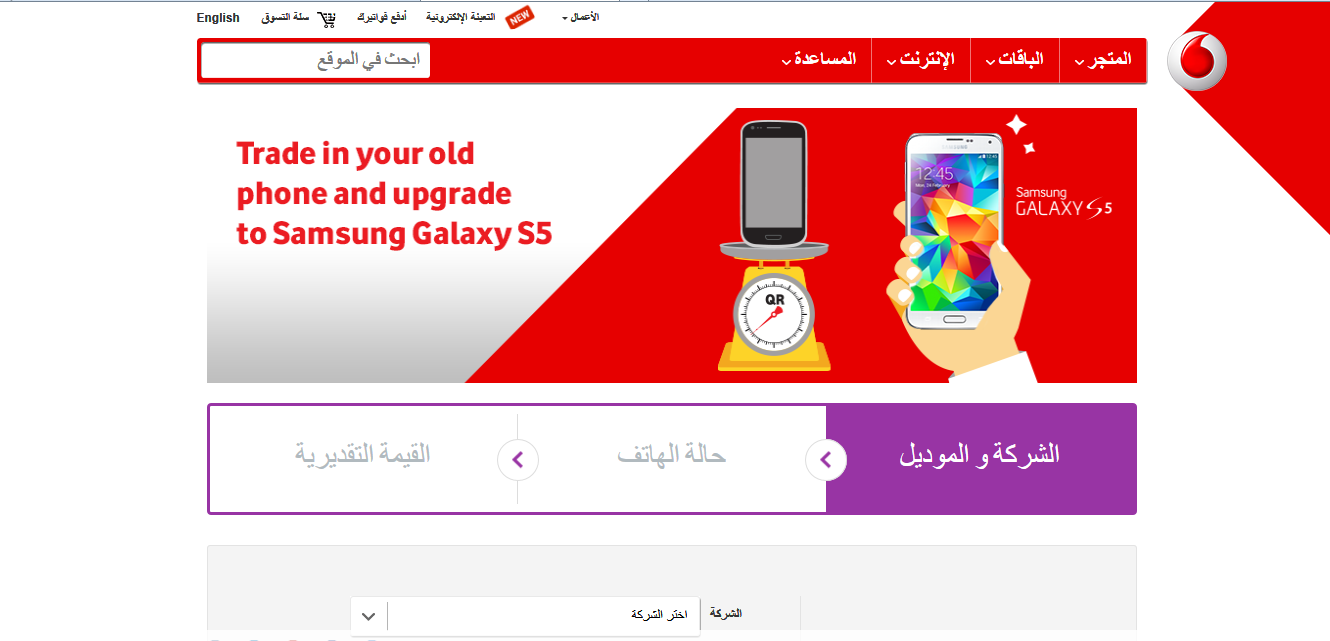 الأعمال
NEW
التعبئة الإلكترونية
أدفع فواتيرك
سلة التسوق
English
المتجر
الباقات
الإنترنت
المساعدة
ابحث في الموقع
Trade in your old
phone and upgrade
to Samsung Galaxy S5
QR
SAMSUNG
12:45
Samsung
GALAXY S5
الشركة و الموديل
حالة الهاتف
القيمة التقديرية
الشركة
اختر الشركة